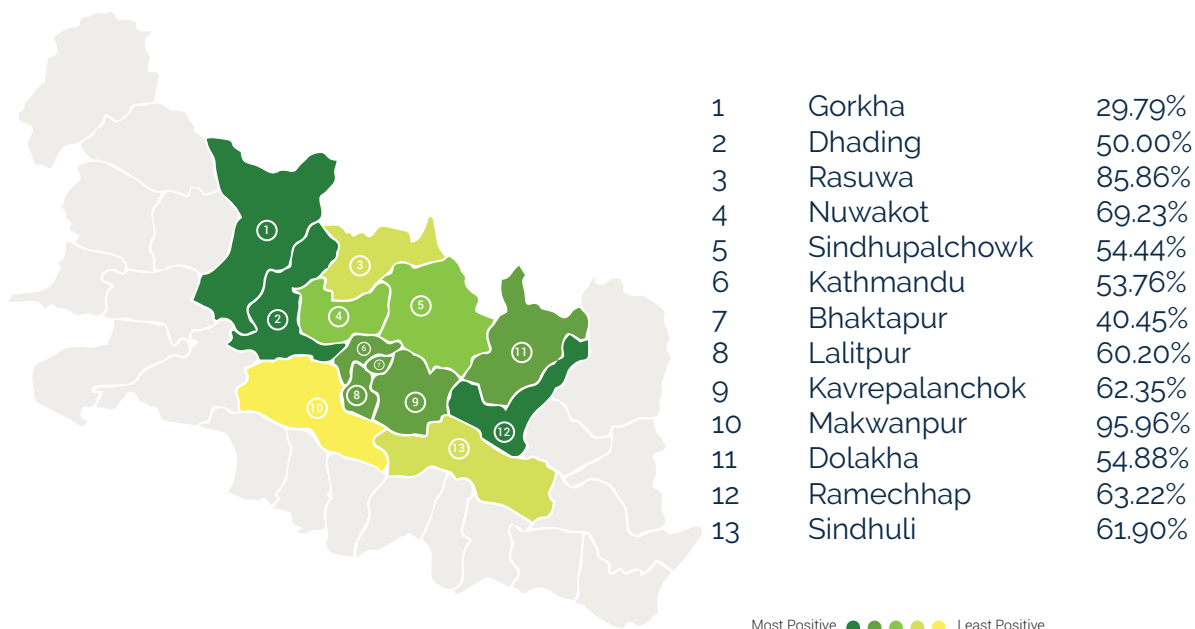 1 Gorkha 29.79%
2 Dhading 50.00%
3 Rasuwa 85.86%
4 Nuwakot 69.23%
5 Sindhupalchowk 54.44%
6 Kathmandu 53.76%
7 Bhaktapur 40.45%
8 Lalitpur 60.20%
9 Kavrepalanchok 62.35%
10 Makwanpur 95.96%
11 Dolakha 54.88%
12 Ramechhap 63.22%
13 Sindhuli 61.90%
1
3
5
2
4
6
11
7
8
9
10
12
13
Most Positive Least Positive